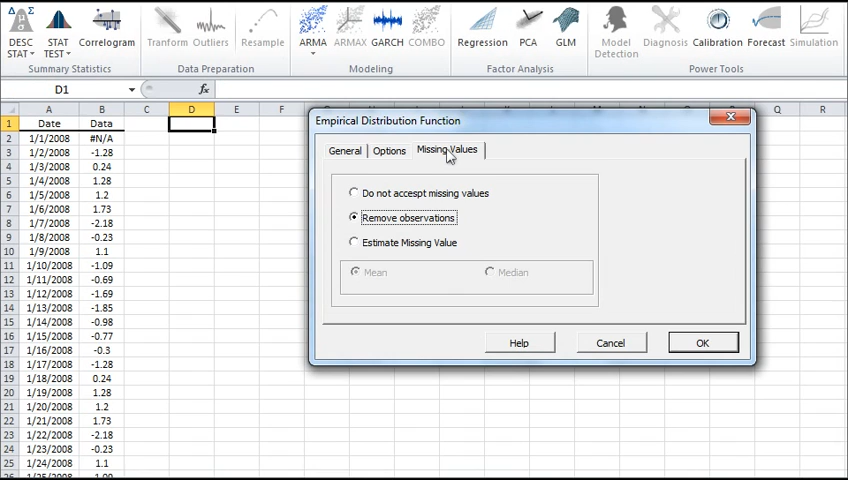 DESC STAT
STAT TEST
Correlogram
Tranform
Outliers
Resample
ARMA
ARMAX
GARCH
COMBO
Regression
PCA
GLM
Model Detection
Diagnosis
Calibration
Forecast
Simulation
Summary Statistics
Data Preparation
Modeling
Factor Analysis
Power Tools
D1
fx
A B C D E F Q R
1 Date Data
2 1/1/2008 #N/A
3 1/2/2008 -1.28
4 1/3/2008 0.24
5 1/4/2008 1.28
6 1/5/2008 1.2
7 1/6/2008 1.73
8 1/7/2008 -2.18
9 1/8/2008 -0.23
10 1/9/2008 1.1
11 1/10/2008 -1.09
12 1/11/2008 -0.69
13 1/12/2008 -1.69
14 1/13/2008 -1.85
15 1/14/2008 -0.98
16 1/15/2008 -0.77
17 1/16/2008 -0.3
18 1/17/2008 -1.28
19 1/18/2008 0.24
20 1/19/2008 1.28
21 1/20/2008 1.2
22 1/21/2008 1.73
23 1/22/2008 -2.18
24 1/23/2008 -0.23
25 1/24/2008 1.1
26 1/25/2008 -1.09
Empirical Distribution Function
General Options Missing Values
Do not accespt missing values
Remove observations
Estimate Missing Value
Mean Median
Help Cancel OK